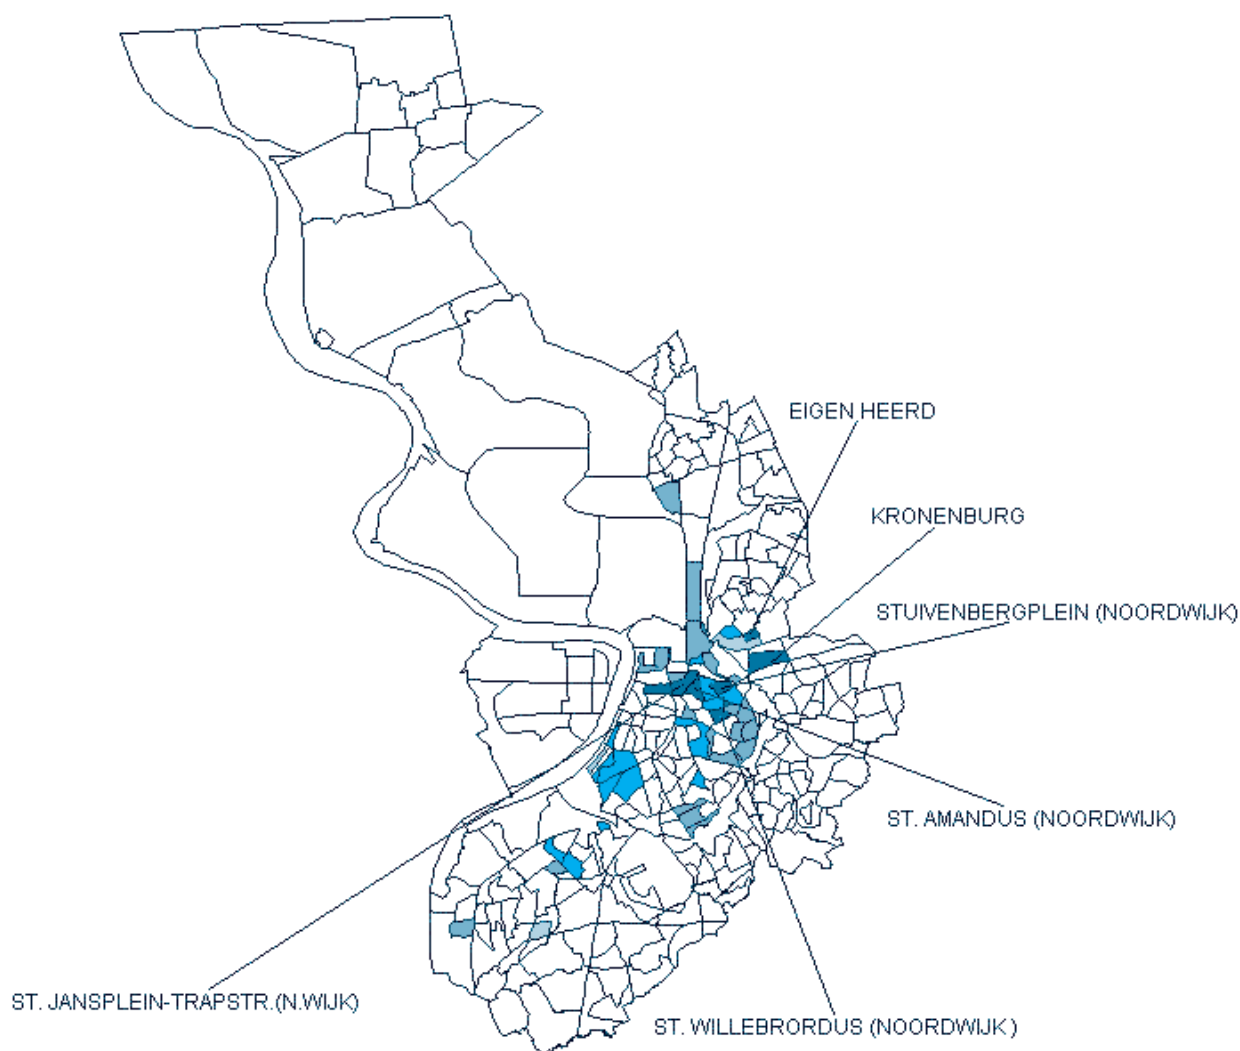 EIGEN HEERD
KRONENBURG
STUIVENBERGPLEIN (NOORDWIJK)
ST. AMANDUS (NOORDWIJK)
ST. JANSPLEIN-TRAPSTR.(N.WIJK)
ST. WILLEBRORDUS (NOORDWIJK )